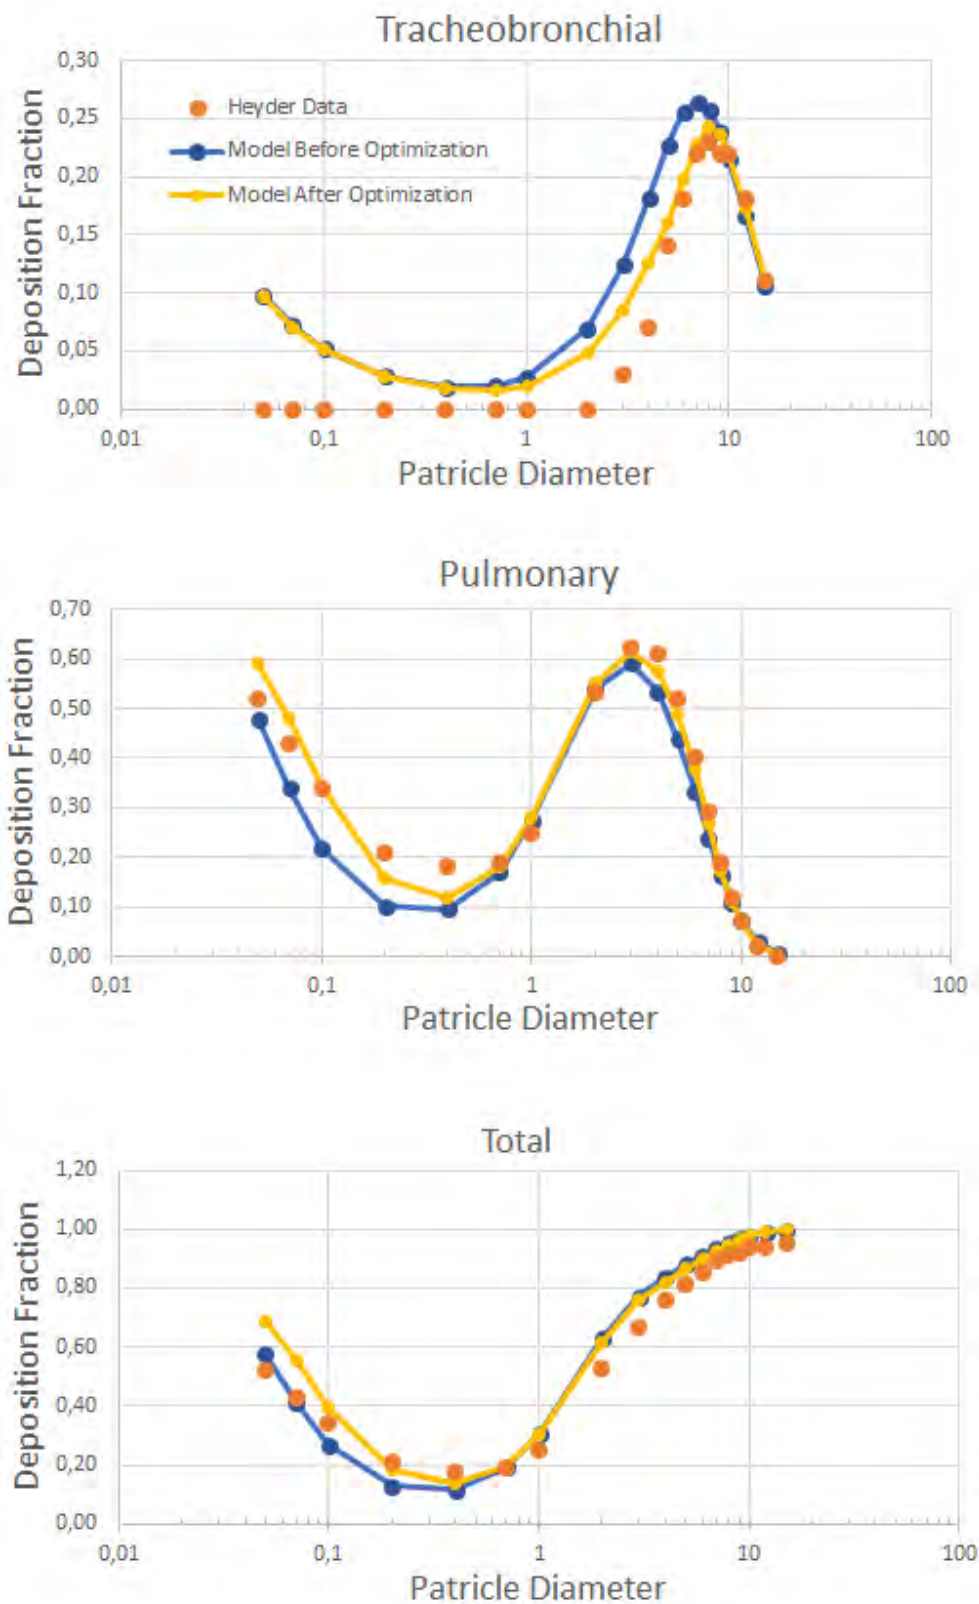 Tracheobronchial
0,30
0,25
0,20
0,15
0,10
0,05
0,00
Deposition Fraction
Heyder Data
Model Before Optimization
Model After Optimization
0,01 0,1 1 10 100
Patricle Diameter
Pulmonary
0,70
0,60
0,50
0,40
0,30
0,20
0,10
0,00
Deposition Fraction
0,01 0,1 1 10 100
Patricle Diameter
Total
1,20
1,00
0,80
0,60
0,40
0,20
0,00
Deposition Fraction
0,01 0,1 1 10 100
Patricle Diameter